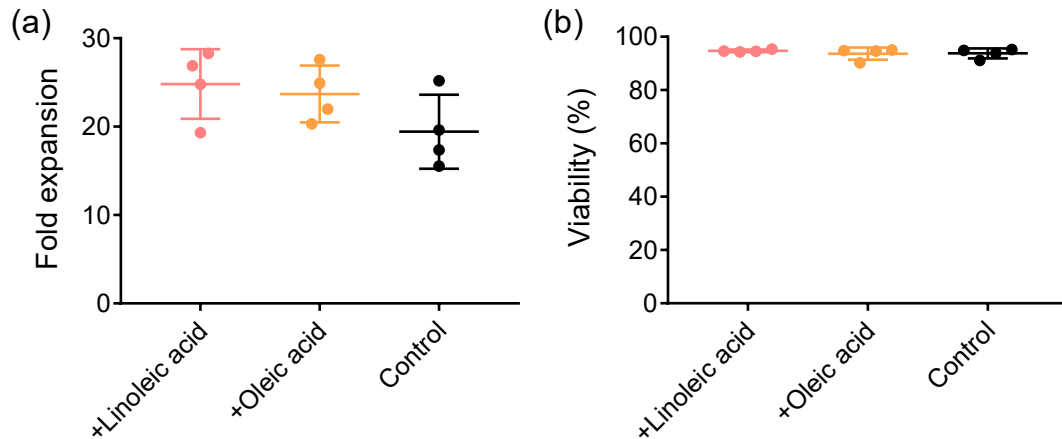 (a)
Fold expansion
30
20
10
0
+Linoleic acid
+Oleic acid
Control
(b)
Viability (%)
100
80
60
40
20
0
+Linoleic acid
+Oleic acid
Control